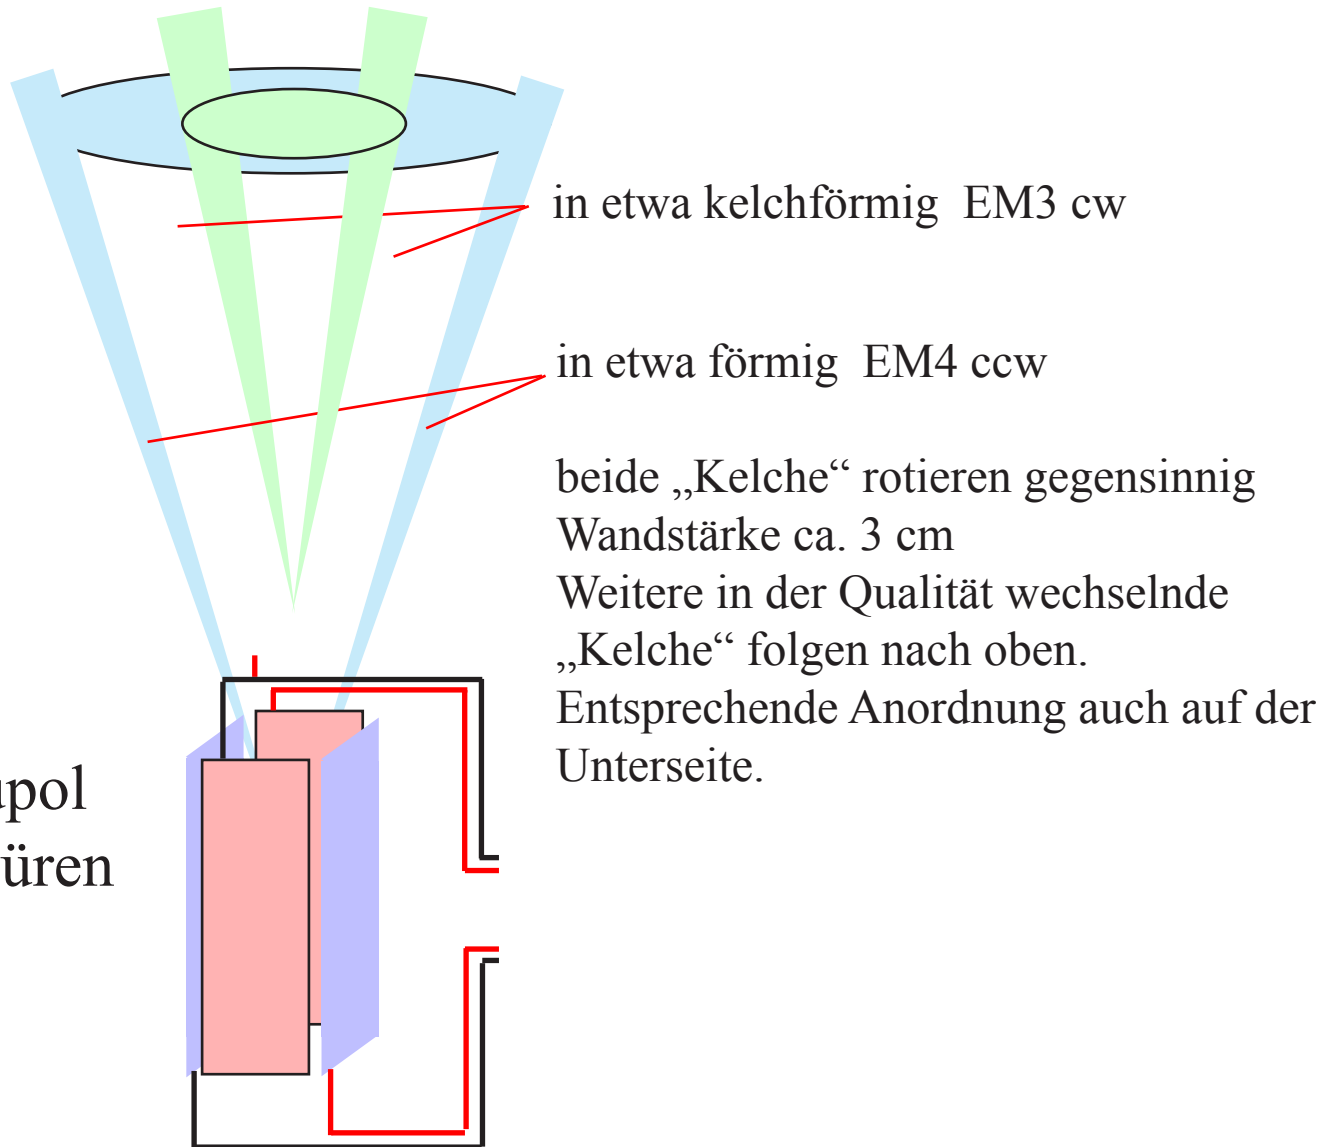 in etwa kelchförmig  EM3 cw
in etwa förmig  EM4 ccw
beide „Kelche“ rotieren gegensinnig
Wandstärke ca. 3 cm
Weitere in der Qualität wechselnde
„Kelche“ folgen nach oben.
Entsprechende Anordnung auch auf der
Unterseite.